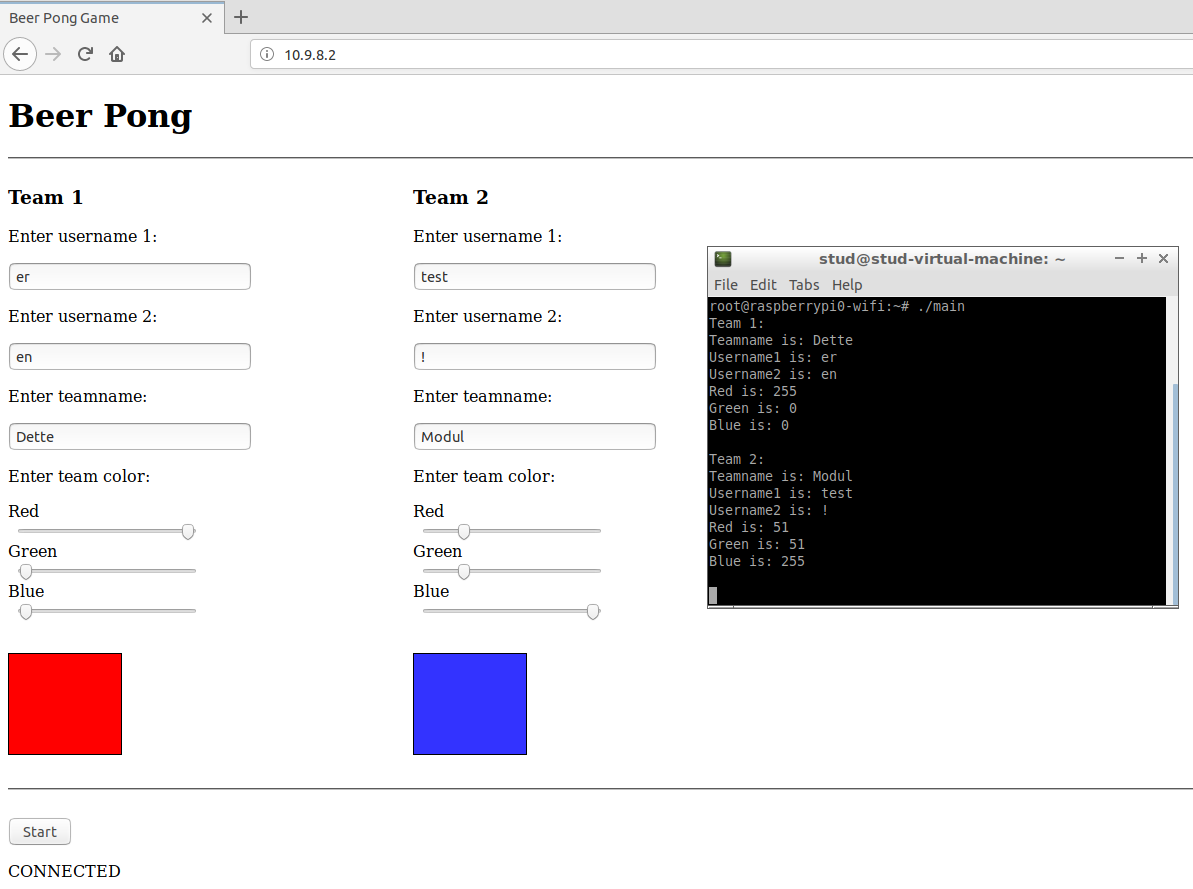 Beer Pong Game
10.9.8.2
Beer Pong
Team 1
Enter username 1:
er
Enter username 2:
en
Enter teamname:
Dette
Enter team color:
Red
Green
Blue
Team 2
Enter username 1:
test
Enter username 2:
!
Enter teamname:
Modul
Enter team color:
Red
Green
Blue
stud@stud-virtual-machine: ~
File Edit Tabs Help
root@raspberrypi0-wifi:~# ./main
Team 1:
Teamname is: Dette
Username1 is: er
Username2 is: en
Red is: 255
Green is: 0
Blue is: 0
Team 2:
Teamname is: Modul
Username1 is: test
Username2 is: !
Red is: 51
Green is: 51
Blue is: 255
Start
CONNECTED